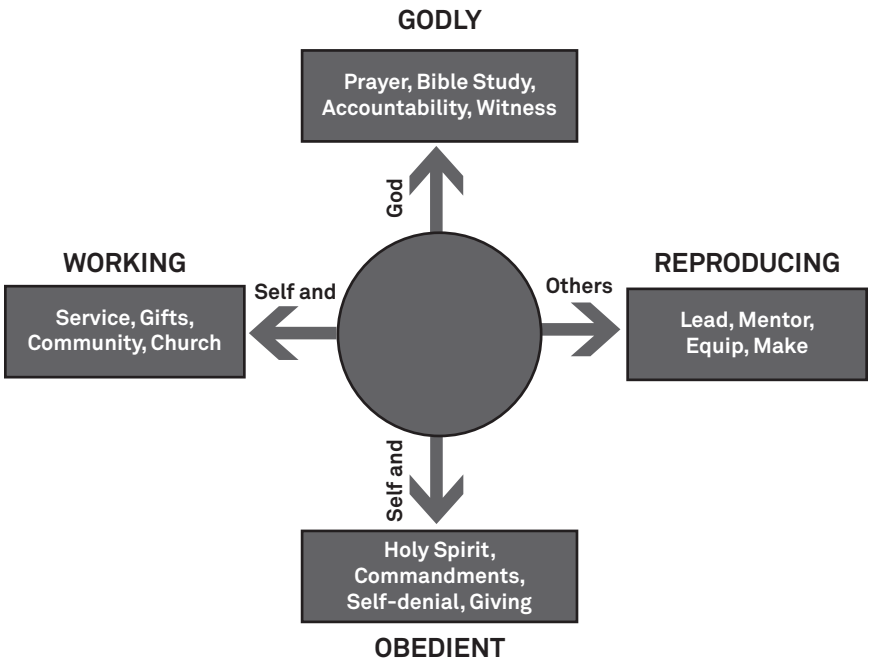 GODLY
Prayer, Bible Study,
Accountability, Witness
God
WORKING
Self and
Service, Gifts,
Community, Church
Others
REPRODUCING
Lead, Mentor,
Equip, Make
Self and
Holy Spirit,
Commandments,
Self-denial, Giving
OBEDIENT